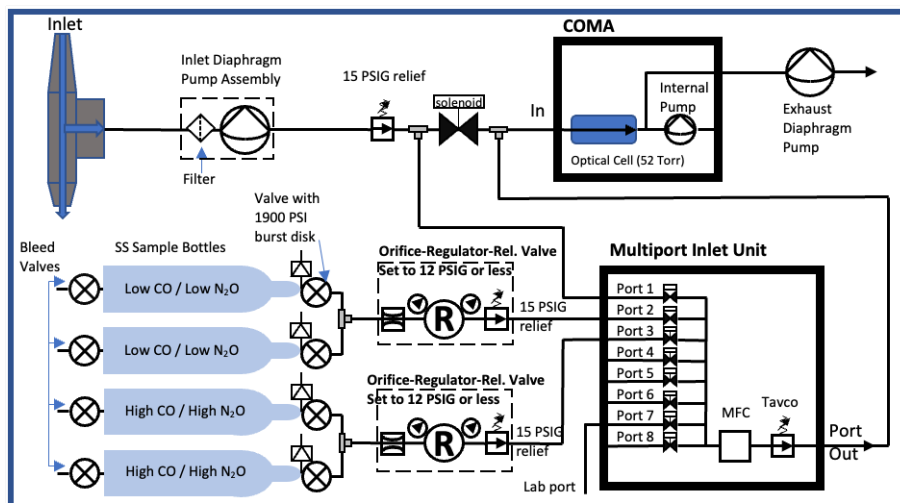 Inlet
Inlet Diaphragm
Pump Assembly
Filter
15 PSIG relief
solenoid
In
COMA
Internal
Pump
Optical Cell (52 Torr)
Exhaust
Diaphragm
Pump
Bleed
Valves
SS Sample Bottles
Valve with
1900 PSI
burst disk
Low CO / Low N₂O
Low CO / Low N₂O
High CO / High N₂O
High CO / High N₂O
Orifice-Regulator-Rel. Valve
Set to 12 PSIG or less
R
15 PSIG
relief
Orifice-Regulator-Rel. Valve
Set to 12 PSIG or less
R
15 PSIG
relief
Multiport Inlet Unit
Port 1
Port 2
Port 3
Port 4
Port 5
Port 6
Port 7
Port 8
MFC
Tavco
Port
Out
Lab port